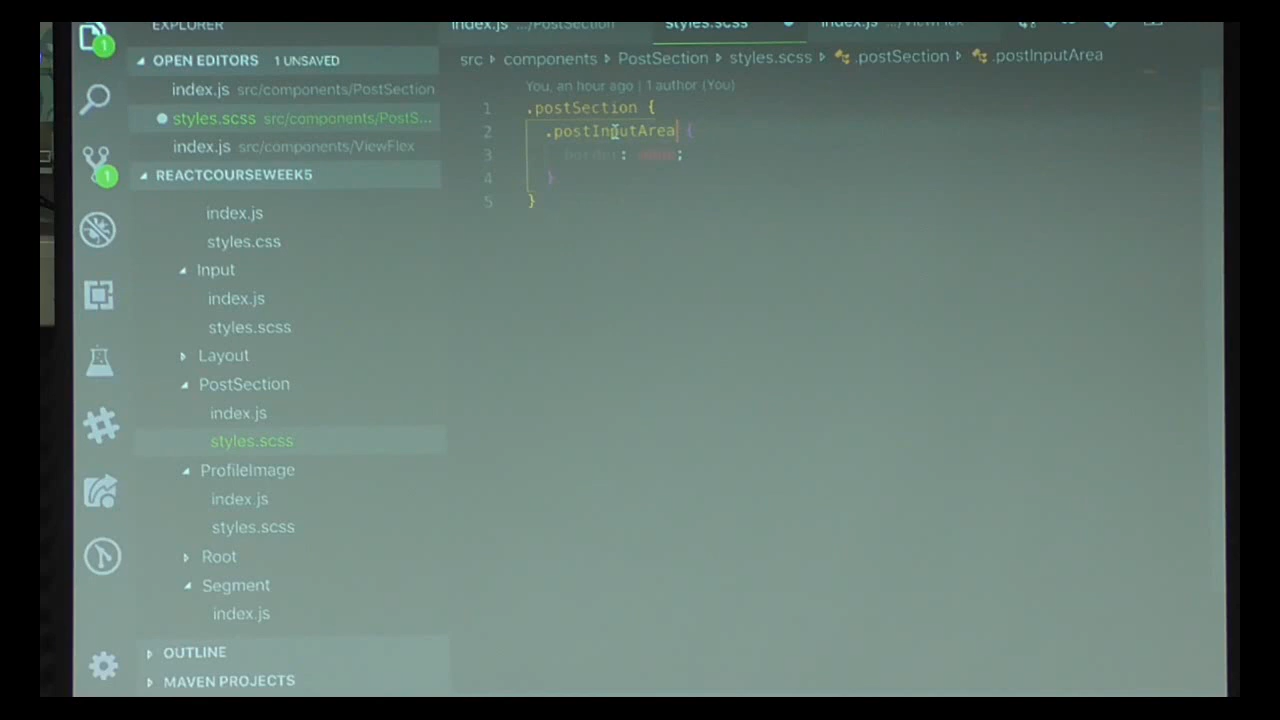 EXPLORER
index.js .../PostSection styles.scss index.js .../ViewFlex
OPEN EDITORS 1 UNSAVED
index.js src/components/PostSection
styles.scss src/components/PostS...
index.js src/components/ViewFlex
REACTCOURSEWEEK5
index.js
styles.css
Input
index.js
styles.scss
Layout
PostSection
index.js
styles.scss
ProfileImage
index.js
styles.scss
Root
Segment
index.js
OUTLINE
MAVEN PROJECTS
1
1
src components PostSection styles.scss .postSection .postInputArea
You, an hour ago | 1 author (You)
1 .postSection {
2 .postInputArea {
3 border: ;
4 }
5 }